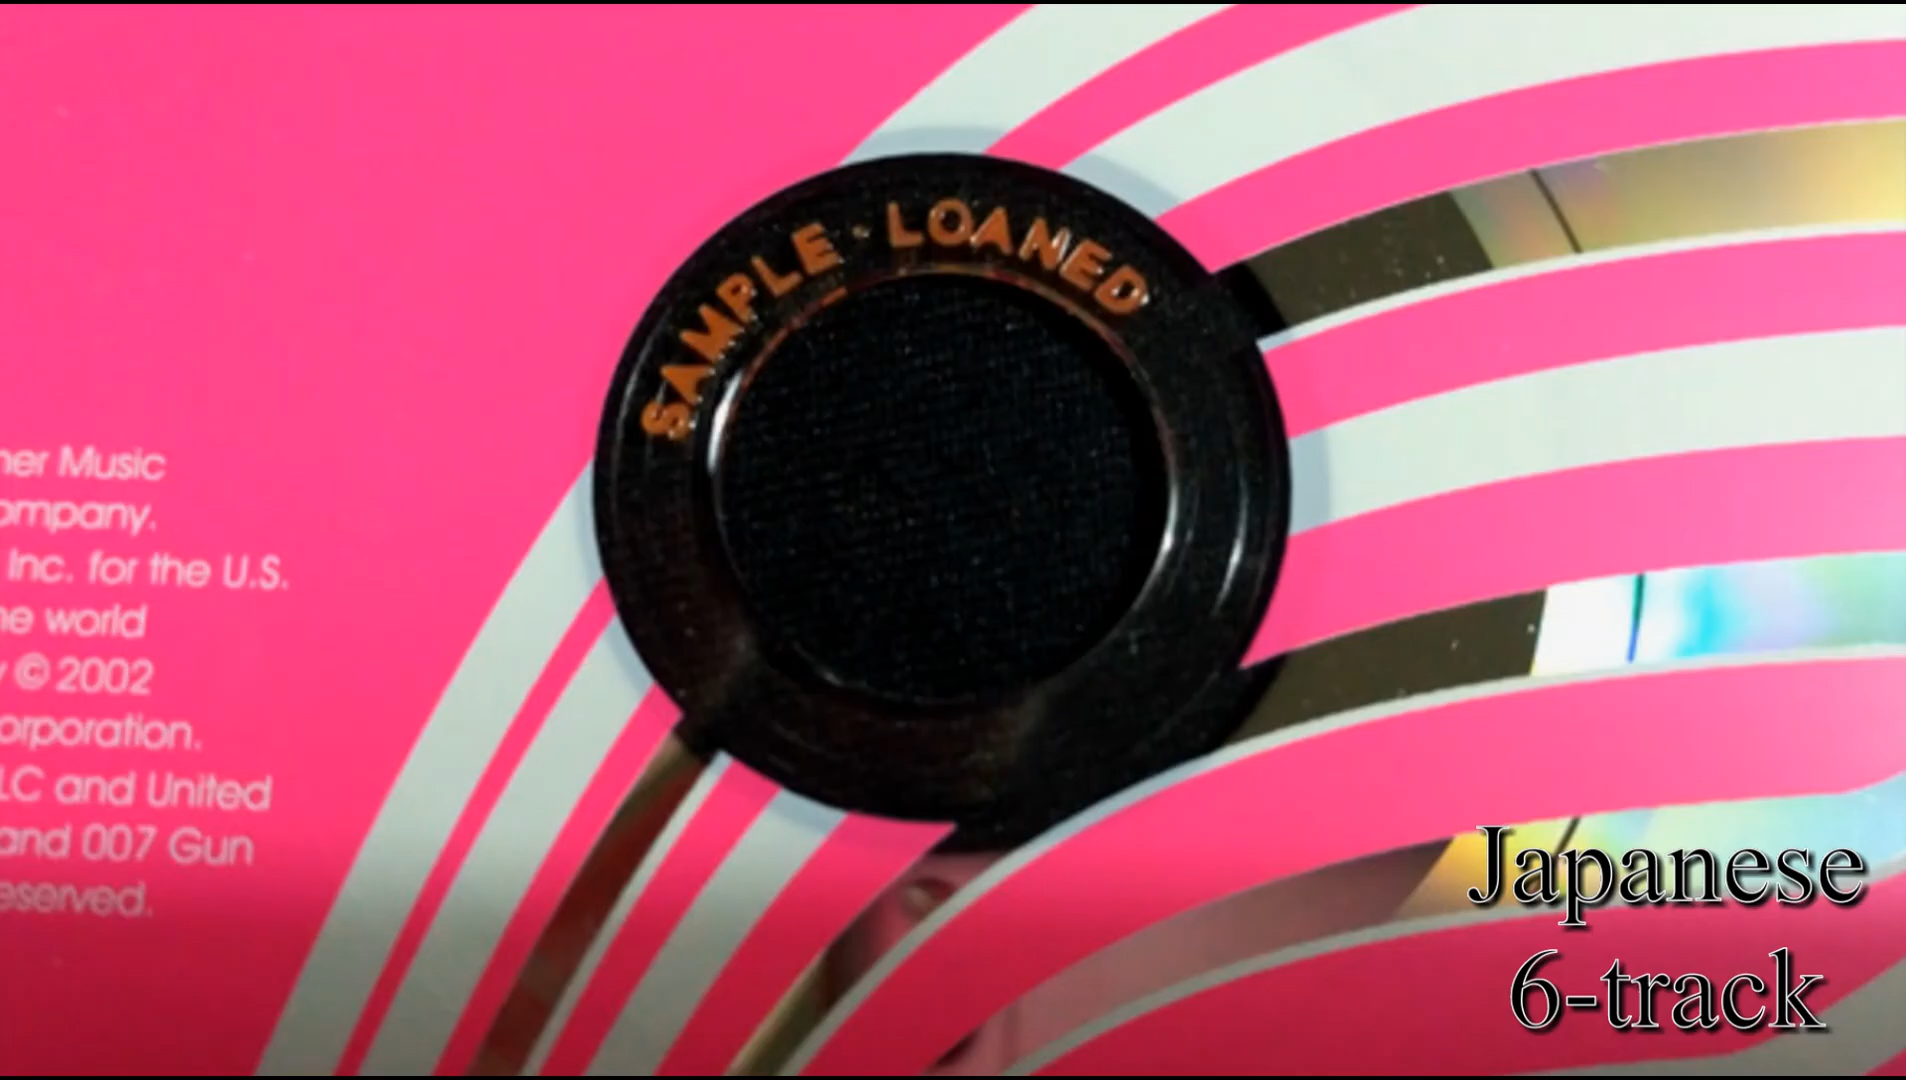 SAMPLE · LOANED
ner Music
ompany.
Inc. for the U.S.
ne world
y © 2002
orporation.
LC and United
and 007 Gun
eserved.
Japanese
6-track